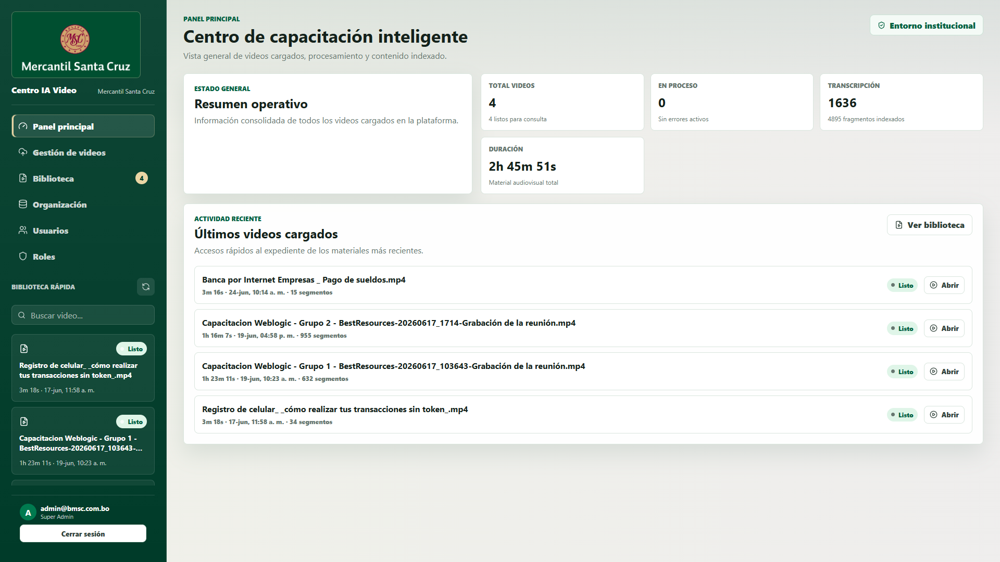 BOLIVIA
MSC
1905
Mercantil Santa Cruz
Centro IA Video
Mercantil Santa Cruz
Panel principal
Gestión de videos
Biblioteca
4
Organización
Usuarios
Roles
BIBLIOTECA RÁPIDA
Buscar video...
Listo
Registro de celular_ _cómo realizar
tus transacciones sin token_.mp4
3m 18s · 17-jun, 11:58 a. m.
Listo
Capacitacion Weblogic - Grupo 1 -
BestResources-20260617_103643-...
1h 23m 11s · 19-jun, 10:23 a. m.
A
admin@bmsc.com.bo
Super Admin
Cerrar sesión
PANEL PRINCIPAL
Centro de capacitación inteligente
Vista general de videos cargados, procesamiento y contenido indexado.
Entorno institucional
ESTADO GENERAL
Resumen operativo
Información consolidada de todos los videos cargados en la plataforma.
TOTAL VIDEOS
4
4 listos para consulta
EN PROCESO
0
Sin errores activos
TRANSCRIPCIÓN
1636
4895 fragmentos indexados
DURACIÓN
2h 45m 51s
Material audiovisual total
ACTIVIDAD RECIENTE
Últimos videos cargados
Accesos rápidos al expediente de los materiales más recientes.
Ver biblioteca
Banca por Internet Empresas _ Pago de sueldos.mp4
3m 16s · 24-jun, 10:14 a. m. · 15 segmentos
Listo
Abrir
Capacitacion Weblogic - Grupo 2 - BestResources-20260617_1714-Grabación de la reunión.mp4
1h 16m 7s · 19-jun, 04:58 p. m. · 955 segmentos
Listo
Abrir
Capacitacion Weblogic - Grupo 1 - BestResources-20260617_103643-Grabación de la reunión.mp4
1h 23m 11s · 19-jun, 10:23 a. m. · 632 segmentos
Listo
Abrir
Registro de celular_ _cómo realizar tus transacciones sin token_.mp4
3m 18s · 17-jun, 11:58 a. m. · 34 segmentos
Listo
Abrir